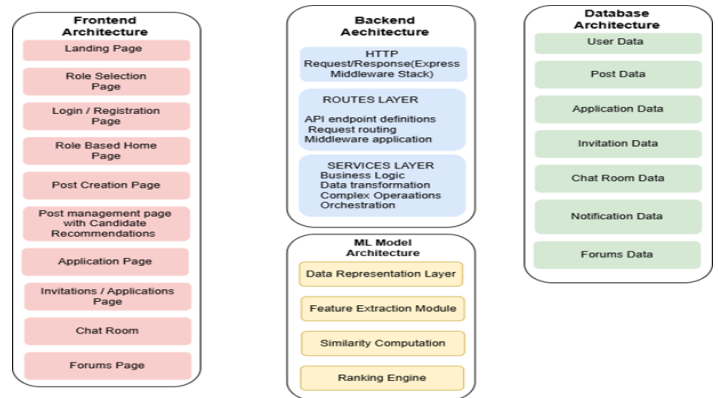 Frontend
Architecture
Landing Page
Role Selection
Page
Login / Registration
Page
Role Based Home
Page
Post Creation Page
Post management page
with Candidate
Recommendations
Application Page
Invitations / Applications
Page
Chat Room
Forums Page
Backend
Aechitecture
HTTP
Request/Response(Express
Middleware Stack)
ROUTES LAYER
API endpoint definitions
Request routing
Middleware application
SERVICES LAYER
Business Logic
Data transformation
Complex Operaations
Orchestration
ML Model
Architecture
Data Representation Layer
Feature Extraction Module
Similarity Computation
Ranking Engine
Database
Architecture
User Data
Post Data
Application Data
Invitation Data
Chat Room Data
Notification Data
Forums Data